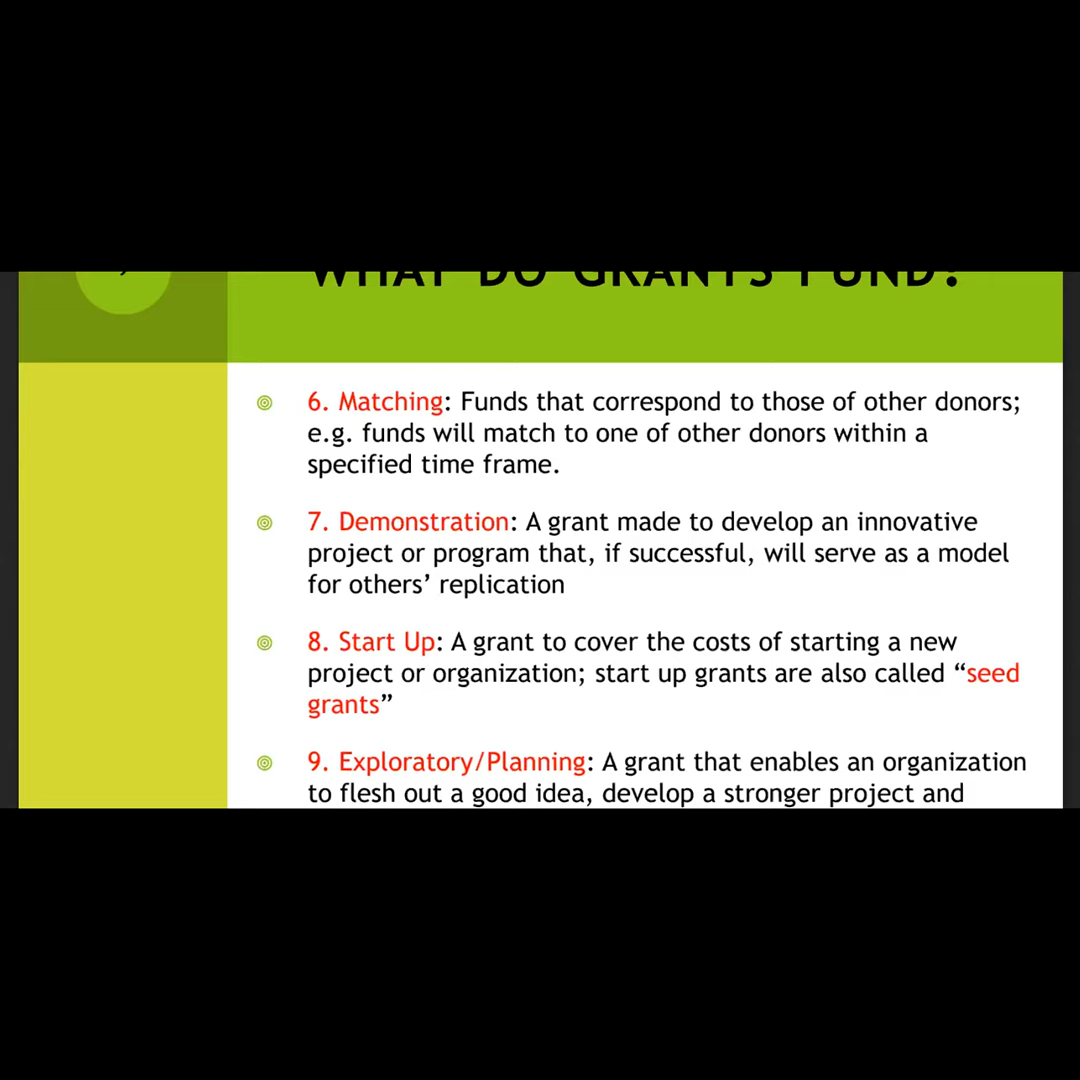 WHAT DO GRANTS FUND?
6. Matching: Funds that correspond to those of other donors;
e.g. funds will match to one of other donors within a
specified time frame.
7. Demonstration: A grant made to develop an innovative
project or program that, if successful, will serve as a model
for others’ replication
8. Start Up: A grant to cover the costs of starting a new
project or organization; start up grants are also called “seed
grants”
9. Exploratory/Planning: A grant that enables an organization
to flesh out a good idea, develop a stronger project and